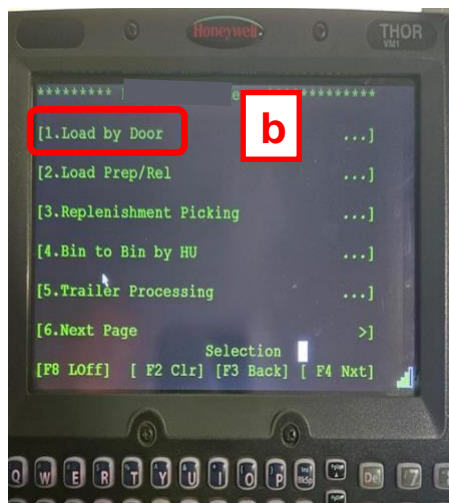 Honeywell
THOR
VM1
********* e **********
[1.Load by Door ...]
b
[2.Load Prep/Rel ...]
[3.Replenishment Picking ...]
[4.Bin to Bin by HU ...]
[5.Trailer Processing ...]
[6.Next Page >]
Selection
[F8 LOff] [ F2 Clr] [F3 Back] [ F4 Nxt]
Q W E R T Y U I O P BkSp Del 7